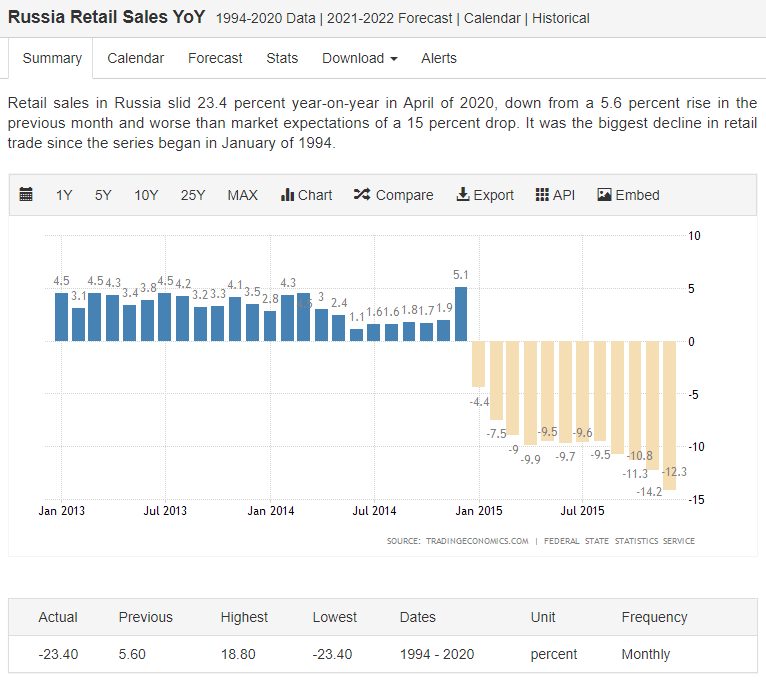 Russia Retail Sales YoY 1994-2020 Data | 2021-2022 Forecast | Calendar | Historical
Summary Calendar Forecast Stats Download Alerts
Retail sales in Russia slid 23.4 percent year-on-year in April of 2020, down from a 5.6 percent rise in the
previous month and worse than market expectations of a 15 percent drop. It was the biggest decline in retail
trade since the series began in January of 1994.
1Y 5Y 10Y 25Y MAX Chart Compare Export API Embed
10
5
0
-5
-10
-15
4.5 3.1 4.5 4.3 3.4 3.8 4.5 4.2 3.2 3.3 4.1 3.5 2.8 4.3 3 2.4 1.1 1.6 1.6 1.8 1.7 1.9 5.1
-4.4 -7.5 -9 -9.9 -9.5 -9.7 -9.6 -9.5 -10.8 -11.3 -12.3 -14.2
Jan 2013 Jul 2013 Jan 2014 Jul 2014 Jan 2015 Jul 2015
SOURCE: TRADINGECONOMICS.COM | FEDERAL STATE STATISTICS SERVICE
Actual Previous Highest Lowest Dates Unit Frequency
-23.40 5.60 18.80 -23.40 1994 - 2020 percent Monthly